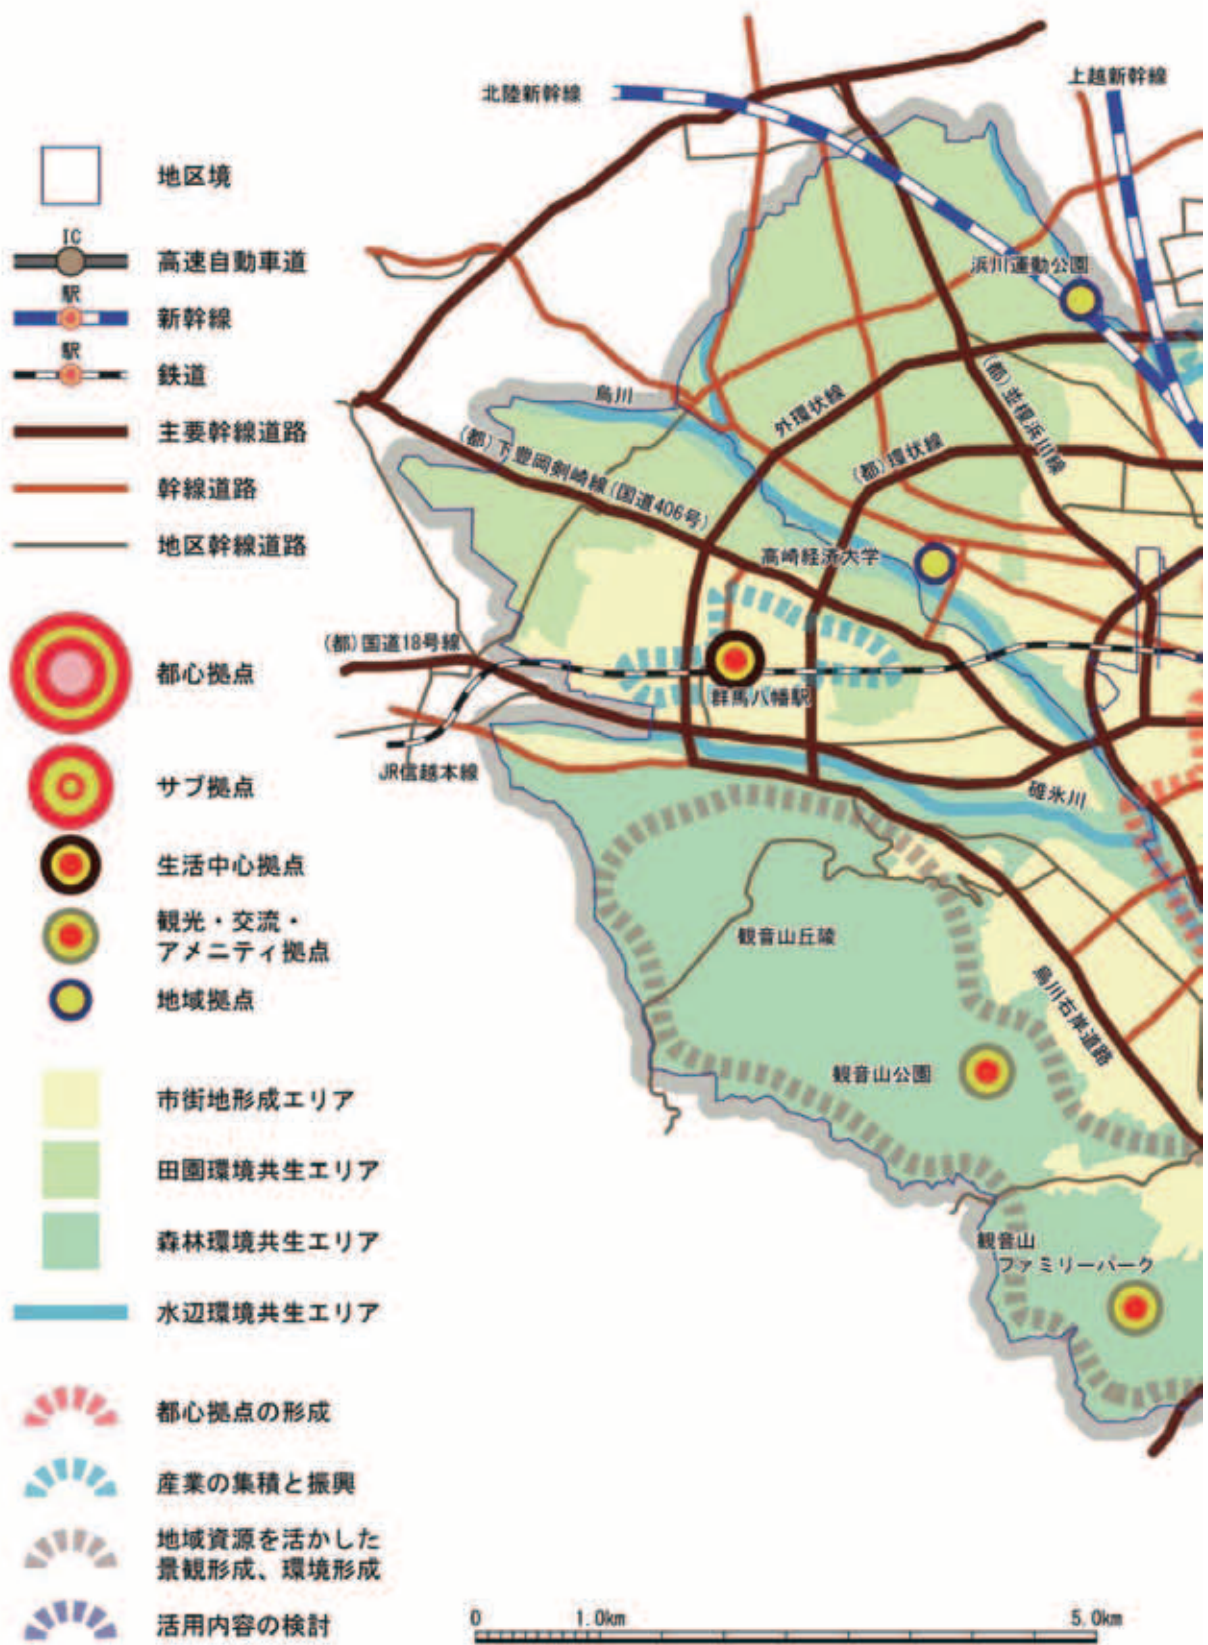 北陸新幹線
上越新幹線
地区境
IC
高速自動車道
駅
新幹線
駅
鉄道
主要幹線道路
幹線道路
地区幹線道路
都心拠点
サブ拠点
生活中心拠点
観光・交流・
アメニティ拠点
地域拠点
市街地形成エリア
田園環境共生エリア
森林環境共生エリア
水辺環境共生エリア
都心拠点の形成
産業の集積と振興
地域資源を活かした
景観形成、環境形成
活用内容の検討
浜川運動公園
(都)並榎浜川線
烏川
外環状線
(都)環状線
(都)下豊岡剣崎線(国道406号)
高崎経済大学
(都)国道18号線
群馬八幡駅
JR信越本線
碓氷川
観音山丘陵
烏川右岸道路
観音山公園
観音山
ファミリーパーク
0 1.0km 5.0km